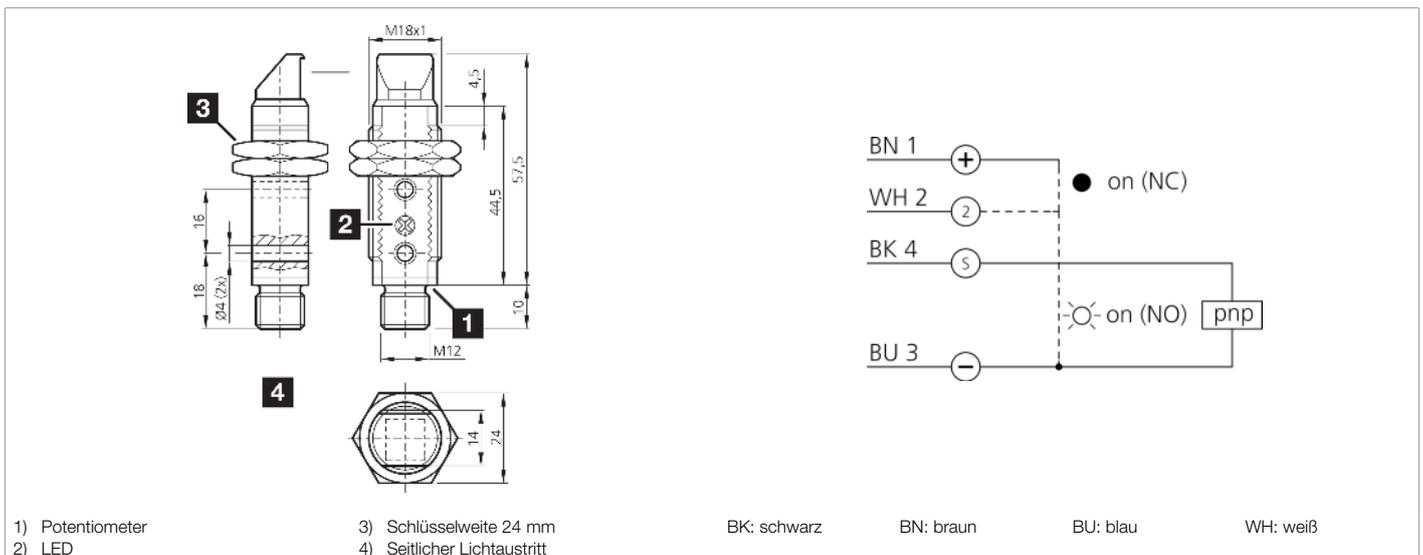 M18x1
3
4,5
16
2
44,5
57,5
18
Ø4 (2x)
1
10
M12
4
14
24
BN 1
+
on (NC)
WH 2
2
BK 4
S
on (NO)
pnp
BU 3
−
1) Potentiometer
3) Schlüsselweite 24 mm
BK: schwarz
BN: braun
BU: blau
WH: weiß
2) LED
4) Seitlicher Lichtaustritt